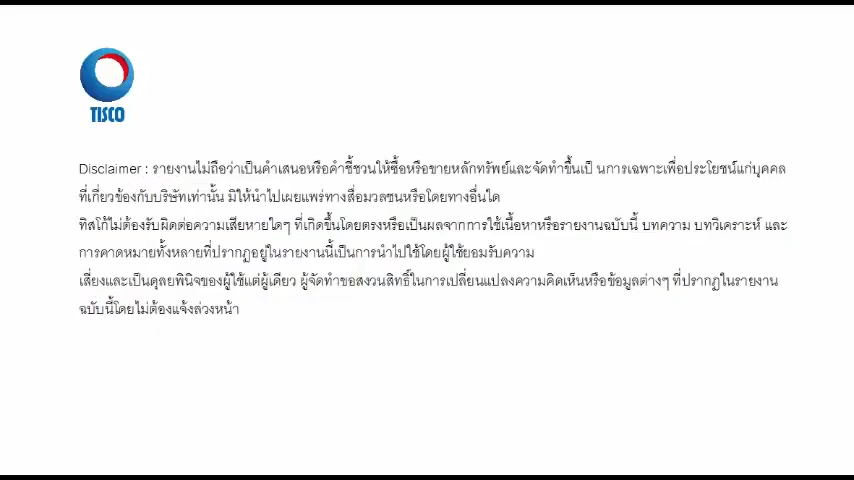 TISCO
Disclaimer : รายงานไม่ถือว่าเป็นคำเสนอหรือคำชี้ชวนให้ซื้อหรือขายหลักทรัพย์และจัดทำขึ้นเป็ นการเฉพาะเพื่อประโยชน์แก่บุคคล
ที่เกี่ยวข้องกับบริษัทเท่านั้น มิให้นำไปเผยแพร่ทางสื่อมวลชนหรือโดยทางอื่นใด
ทิสโก้ไม่ต้องรับผิดต่อความเสียหายใดๆ ที่เกิดขึ้นโดยตรงหรือเป็นผลจากการใช้เนื้อหาหรือรายงานฉบับนี้ บทความ บทวิเคราะห์ และ
การคาดหมายทั้งหลายที่ปรากฏอยู่ในรายงานนี้เป็นการนำไปใช้โดยผู้ใช้ยอมรับความ
เสี่ยงและเป็นดุลยพินิจของผู้ใช้แต่ผู้เดียว ผู้จัดทำขอสงวนสิทธิ์ในการเปลี่ยนแปลงความคิดเห็นหรือข้อมูลต่างๆ ที่ปรากฏในรายงาน
ฉบับนี้โดยไม่ต้องแจ้งล่วงหน้า